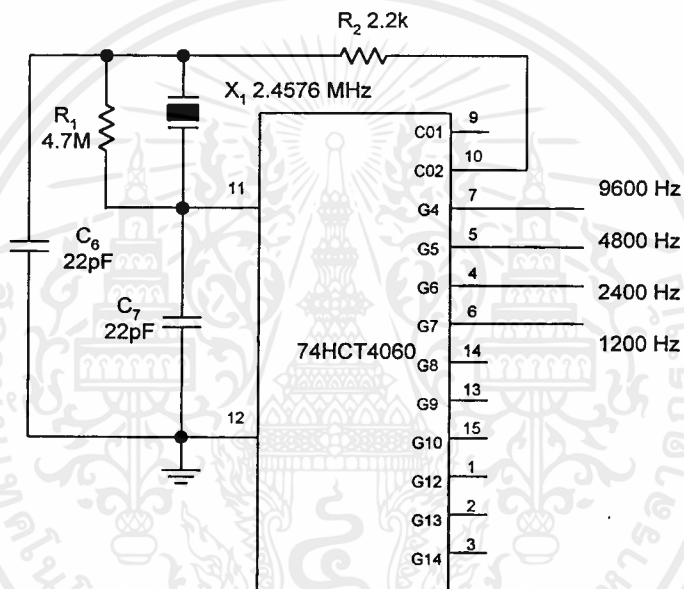 R2 2.2k
X1 2.4576 MHz
R1
4.7M
C6
22pF
C7
22pF
11
12
74HCT4060
C01 9
C02 10
G4 7 9600 Hz
G5 5 4800 Hz
G6 4 2400 Hz
G7 6 1200 Hz
G8 14
G9 13
G10 15
G12 1
G13 2
G14 3